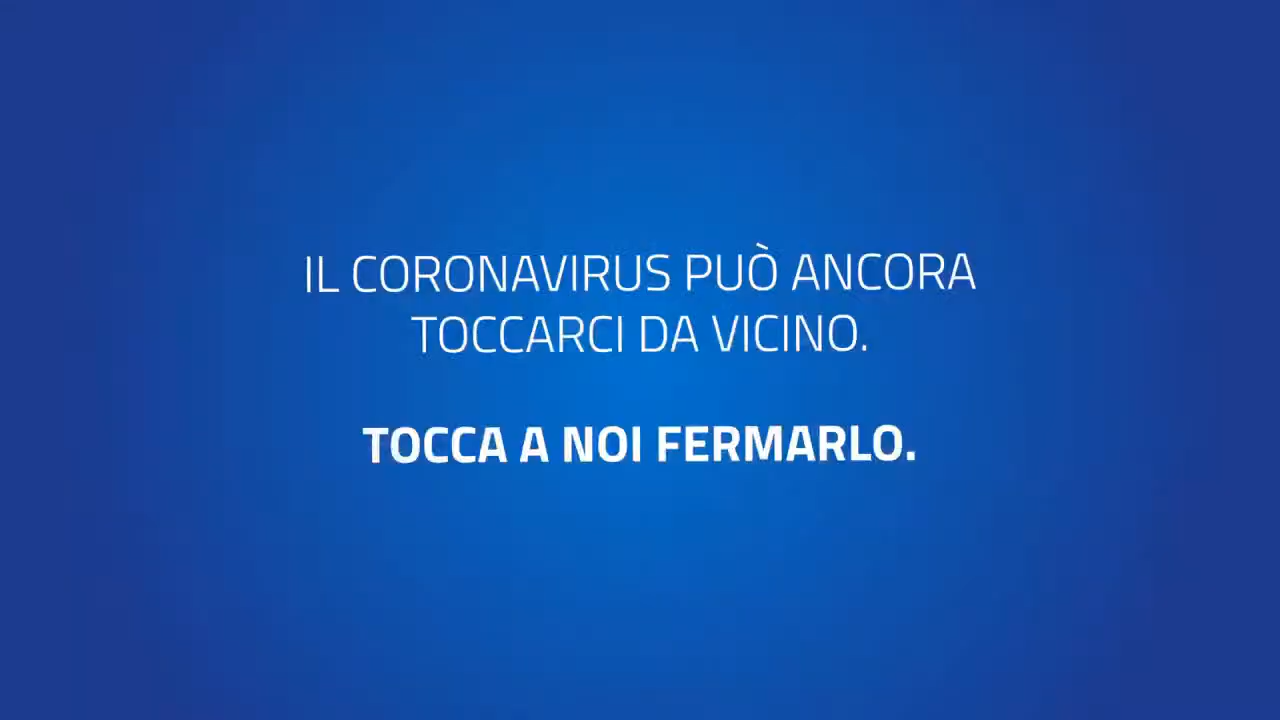 IL CORONAVIRUS PUÒ ANCORA
TOCCARCI DA VICINO.
TOCCA A NOI FERMARLO.